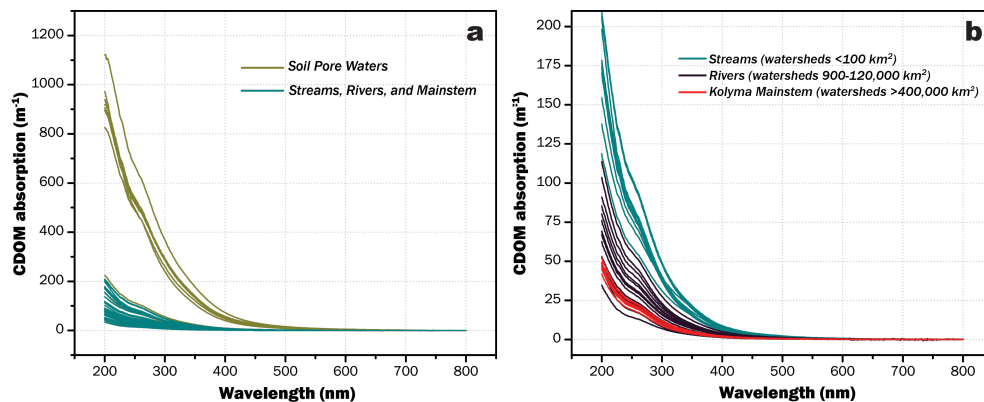 a
Soil Pore Waters
Streams, Rivers, and Mainstem
CDOM absorption (m⁻¹)
1200
1000
800
600
400
200
0
200 300 400 500 600 700 800
Wavelength (nm)
b
Streams (watersheds <100 km²)
Rivers (watersheds 900-120,000 km²)
Kolyma Mainstem (watersheds >400,000 km²)
CDOM absorption (m⁻¹)
200
175
150
125
100
75
50
25
0
200 300 400 500 600 700 800
Wavelength (nm)